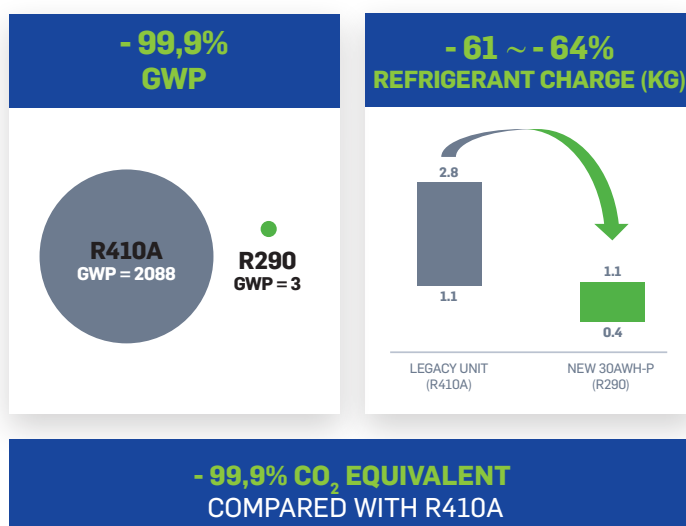 - 99,9%
GWP
R410A
GWP = 2088
R290
GWP = 3
- 61 ~ - 64%
REFRIGERANT CHARGE (KG)
2.8
1.1
1.1
0.4
LEGACY UNIT
(R410A)
NEW 30AWH-P
(R290)
- 99,9% CO₂ EQUIVALENT
COMPARED WITH R410A